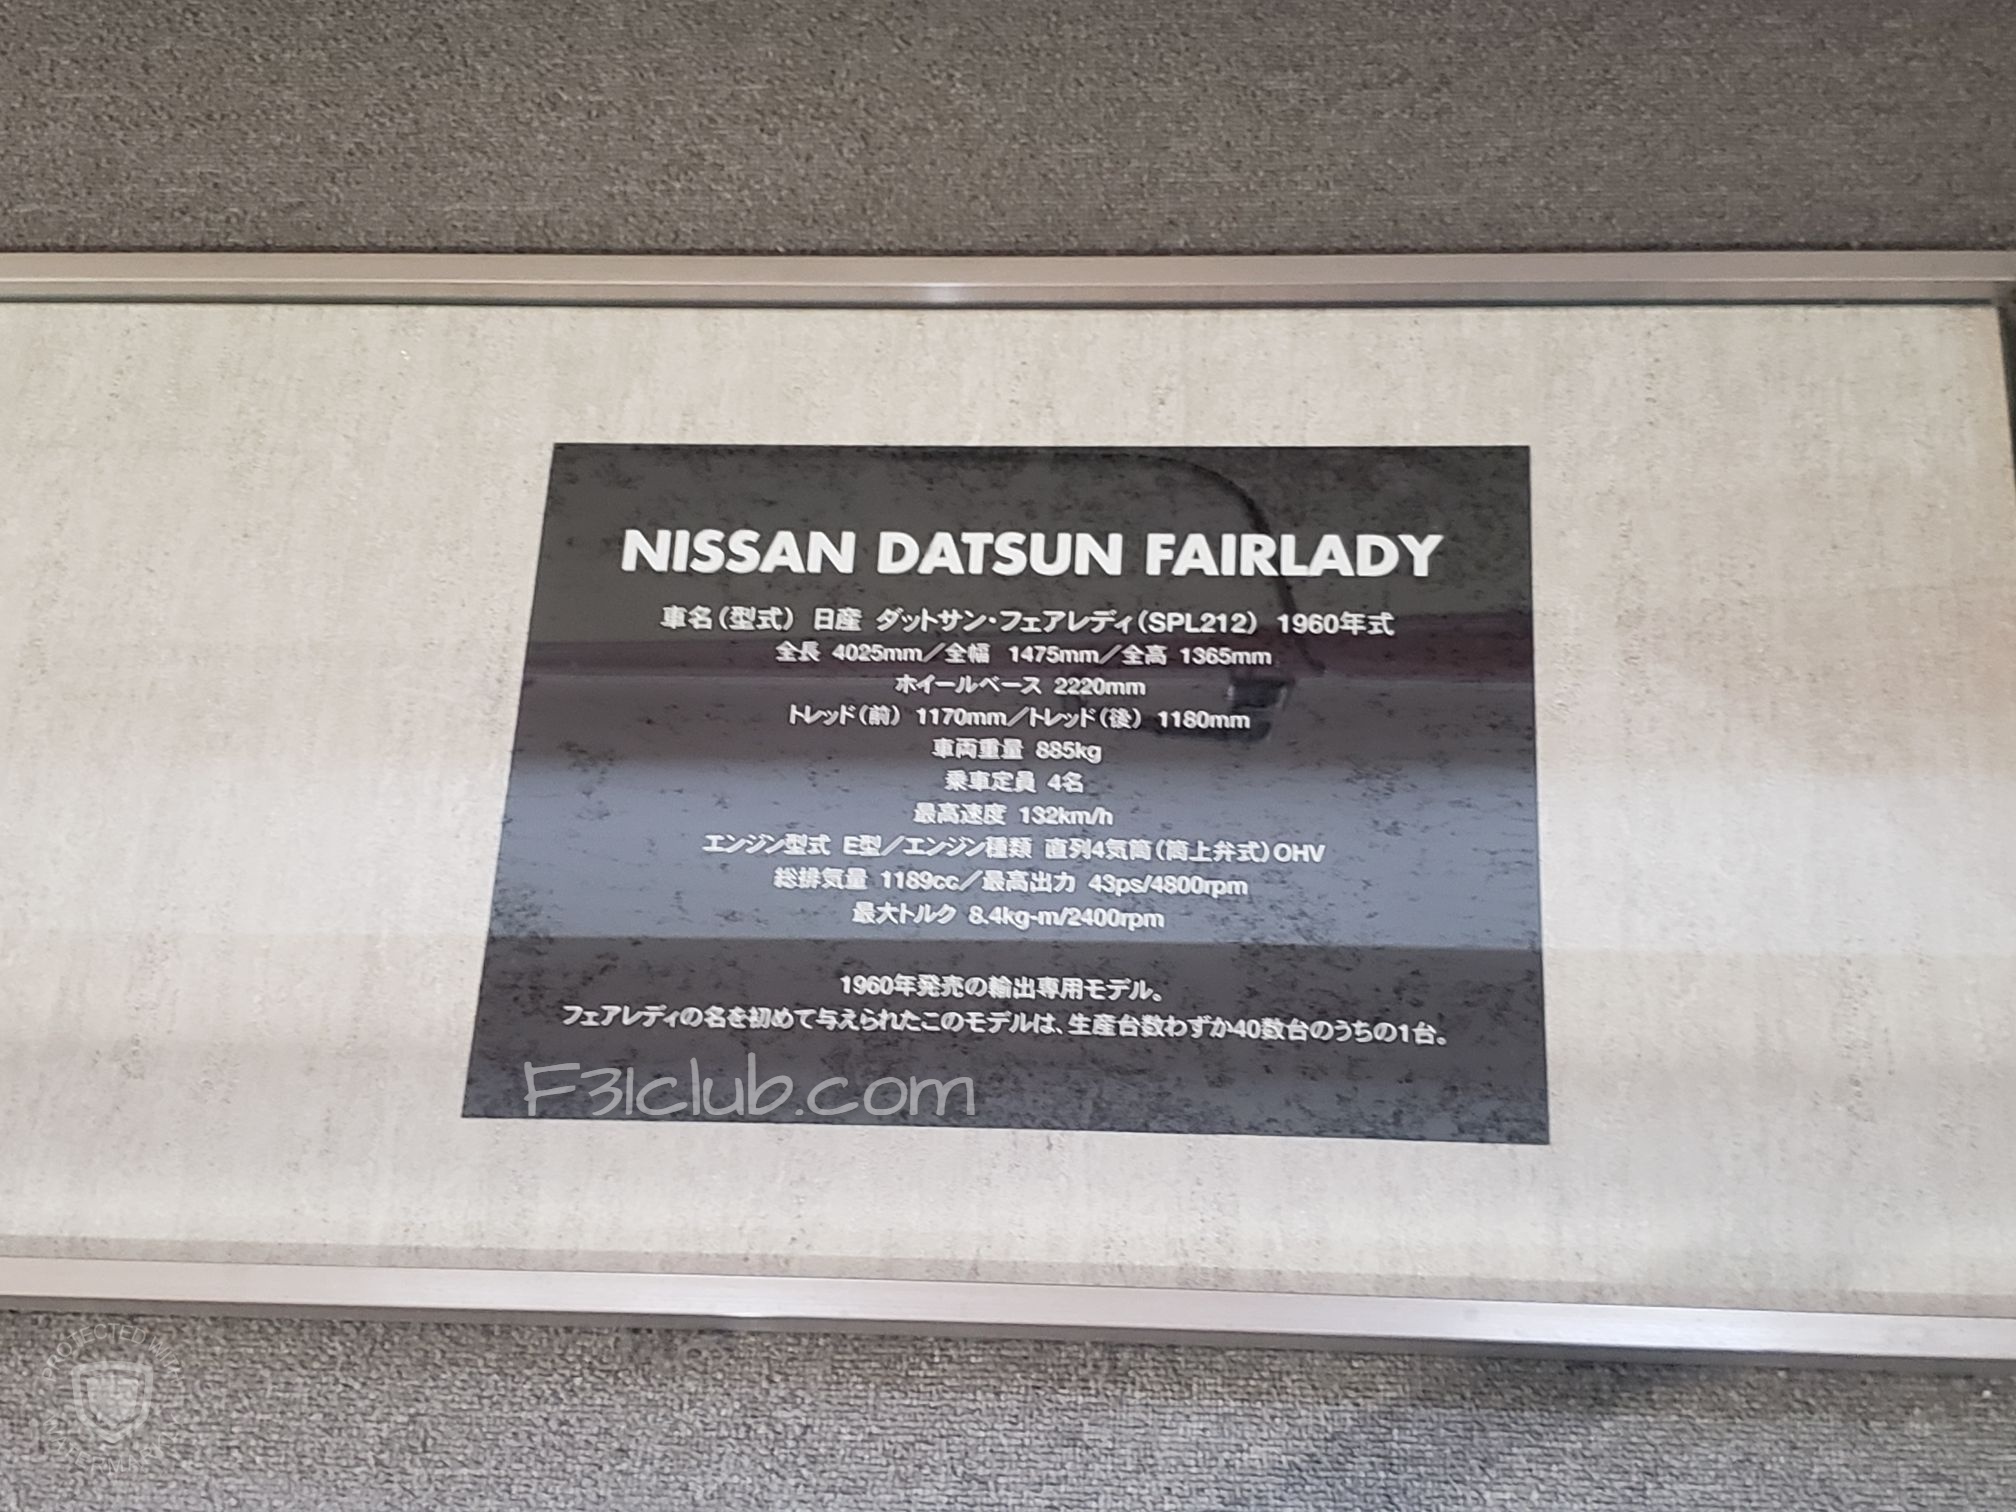 NISSAN DATSUN FAIRLADY
車名（型式） 日産 ダットサン・フェアレディ（SPL212） 1960年式
全長 4025mm／全幅 1475mm／全高 1365mm
ホイールベース 2220mm
トレッド（前） 1170mm／トレッド（後） 1180mm
車両重量 885kg
乗車定員 4名
最高速度 132km/h
エンジン型式 E型／エンジン種類 直列4気筒（筒上弁式）OHV
総排気量 1189cc／最高出力 43ps/4800rpm
最大トルク 8.4kg-m/2400rpm
1960年発売の輸出専用モデル。
フェアレディの名を初めて与えられたこのモデルは、生産台数わずか40数台のうちの1台。
F31club.com
PROTECTED WITH
WATERMARKLY